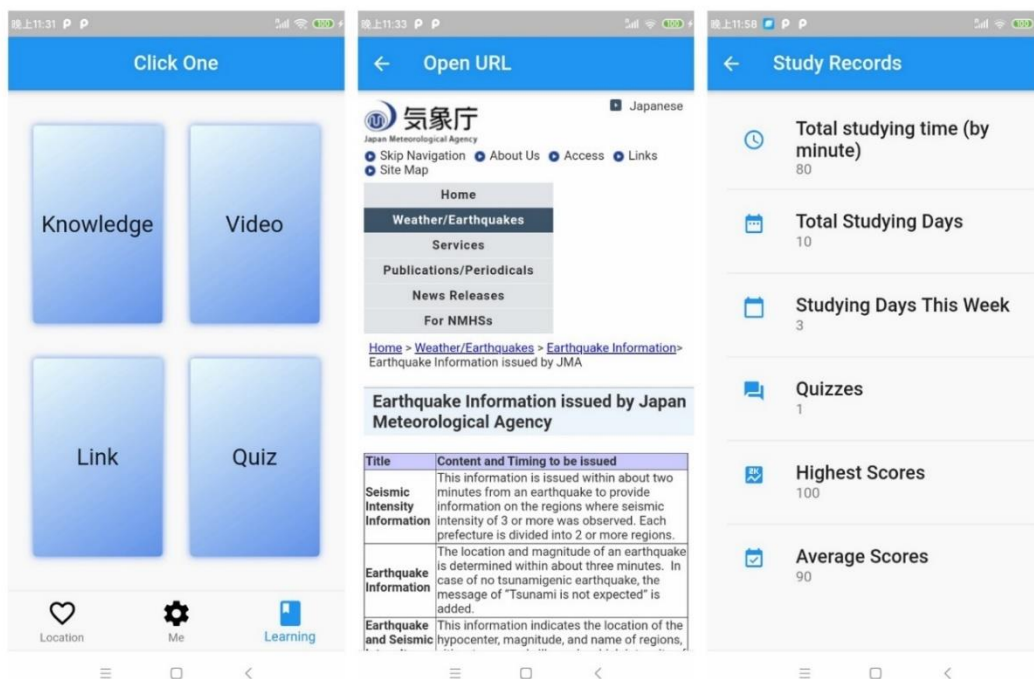 晚上11:31 P P
100
Click One
Knowledge
Video
Link
Quiz
Location
Me
Learning
晚上11:33 P P
100
Open URL
気象庁
Japan Meteorological Agency
Japanese
Skip Navigation About Us Access Links
Site Map
Home
Weather/Earthquakes
Services
Publications/Periodicals
News Releases
For NMHSs
Home > Weather/Earthquakes > Earthquake Information>
Earthquake Information issued by JMA
Earthquake Information issued by Japan
Meteorological Agency
Title
Content and Timing to be issued
Seismic
Intensity
Information
This information is issued within about two
minutes from an earthquake to provide
information on the regions where seismic
intensity of 3 or more was observed. Each
prefecture is divided into 2 or more regions.
Earthquake
Information
The location and magnitude of an earthquake
is determined within about three minutes. In
case of no tsunamigenic earthquake, the
message of "Tsunami is not expected" is
added.
Earthquake
and Seismic
This information indicates the location of the
hypocenter, magnitude, and name of regions,
晚上11:58 P P
100
Study Records
Total studying time (by
minute)
80
Total Studying Days
10
Studying Days This Week
3
Quizzes
1
Highest Scores
100
Average Scores
90